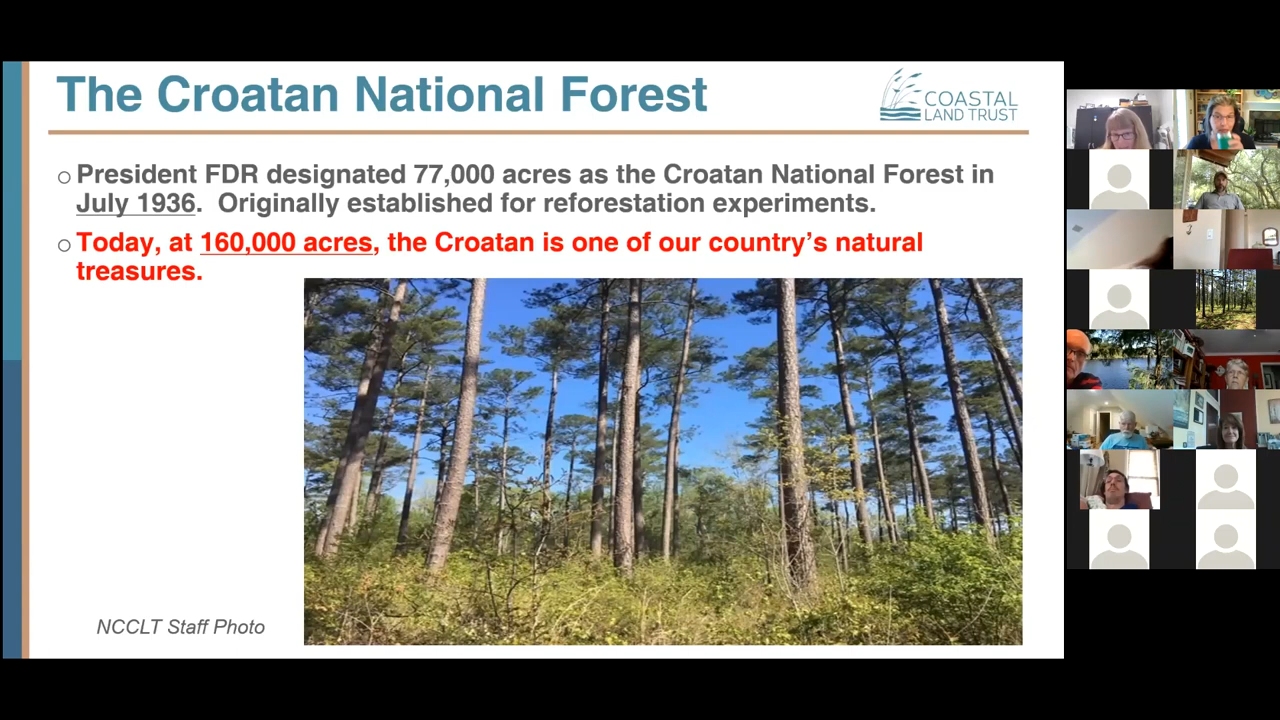 The Croatan National Forest
COASTAL
LAND TRUST
President FDR designated 77,000 acres as the Croatan National Forest in
July 1936. Originally established for reforestation experiments.
Today, at 160,000 acres, the Croatan is one of our country's natural
treasures.
NCCLT Staff Photo